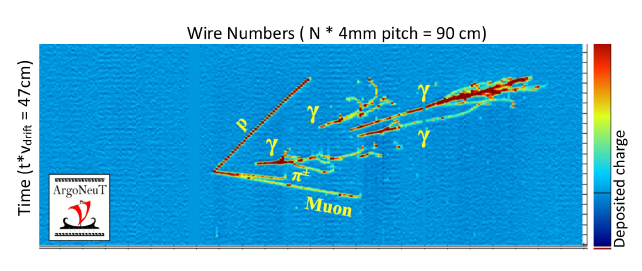 Wire Numbers ( N * 4mm pitch = 90 cm)
Time (t*vdrift = 47cm)
p
γ
γ
γ
γ
π±
Muon
ArgoNeuT
Deposited charge